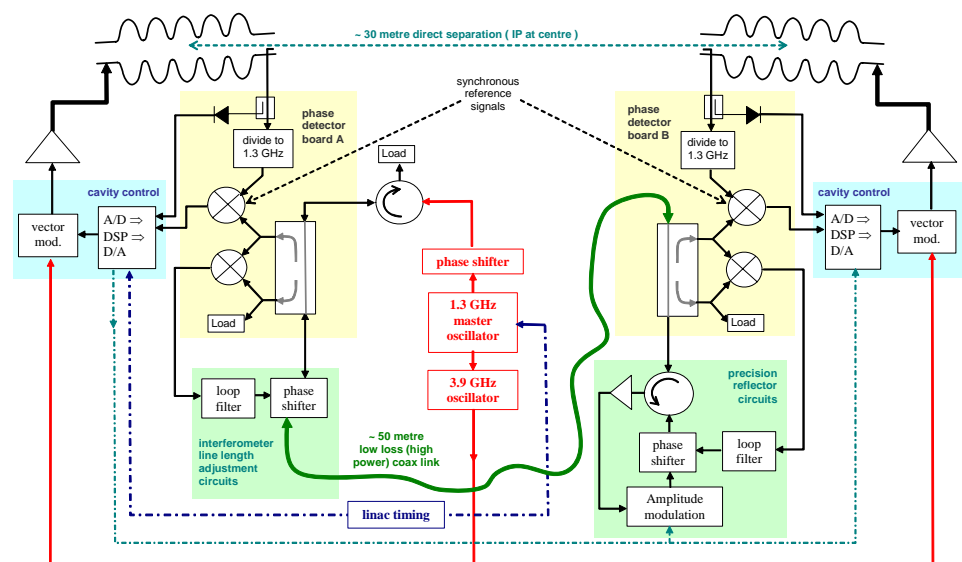 ~ 30 metre direct separation ( IP at centre )
synchronous
reference
signals
phase
detector
board A
divide to
1.3 GHz
Load
phase
detector
board B
divide to
1.3 GHz
cavity control
vector
mod.
A/D ⇒
DSP ⇒
D/A
cavity control
A/D ⇒
DSP ⇒
D/A
vector
mod.
phase shifter
1.3 GHz
master
oscillator
3.9 GHz
oscillator
Load
Load
loop
filter
phase
shifter
interferometer
line length
adjustment
circuits
~ 50 metre
low loss (high
power) coax link
precision
reflector
circuits
phase
shifter
loop
filter
Amplitude
modulation
linac timing